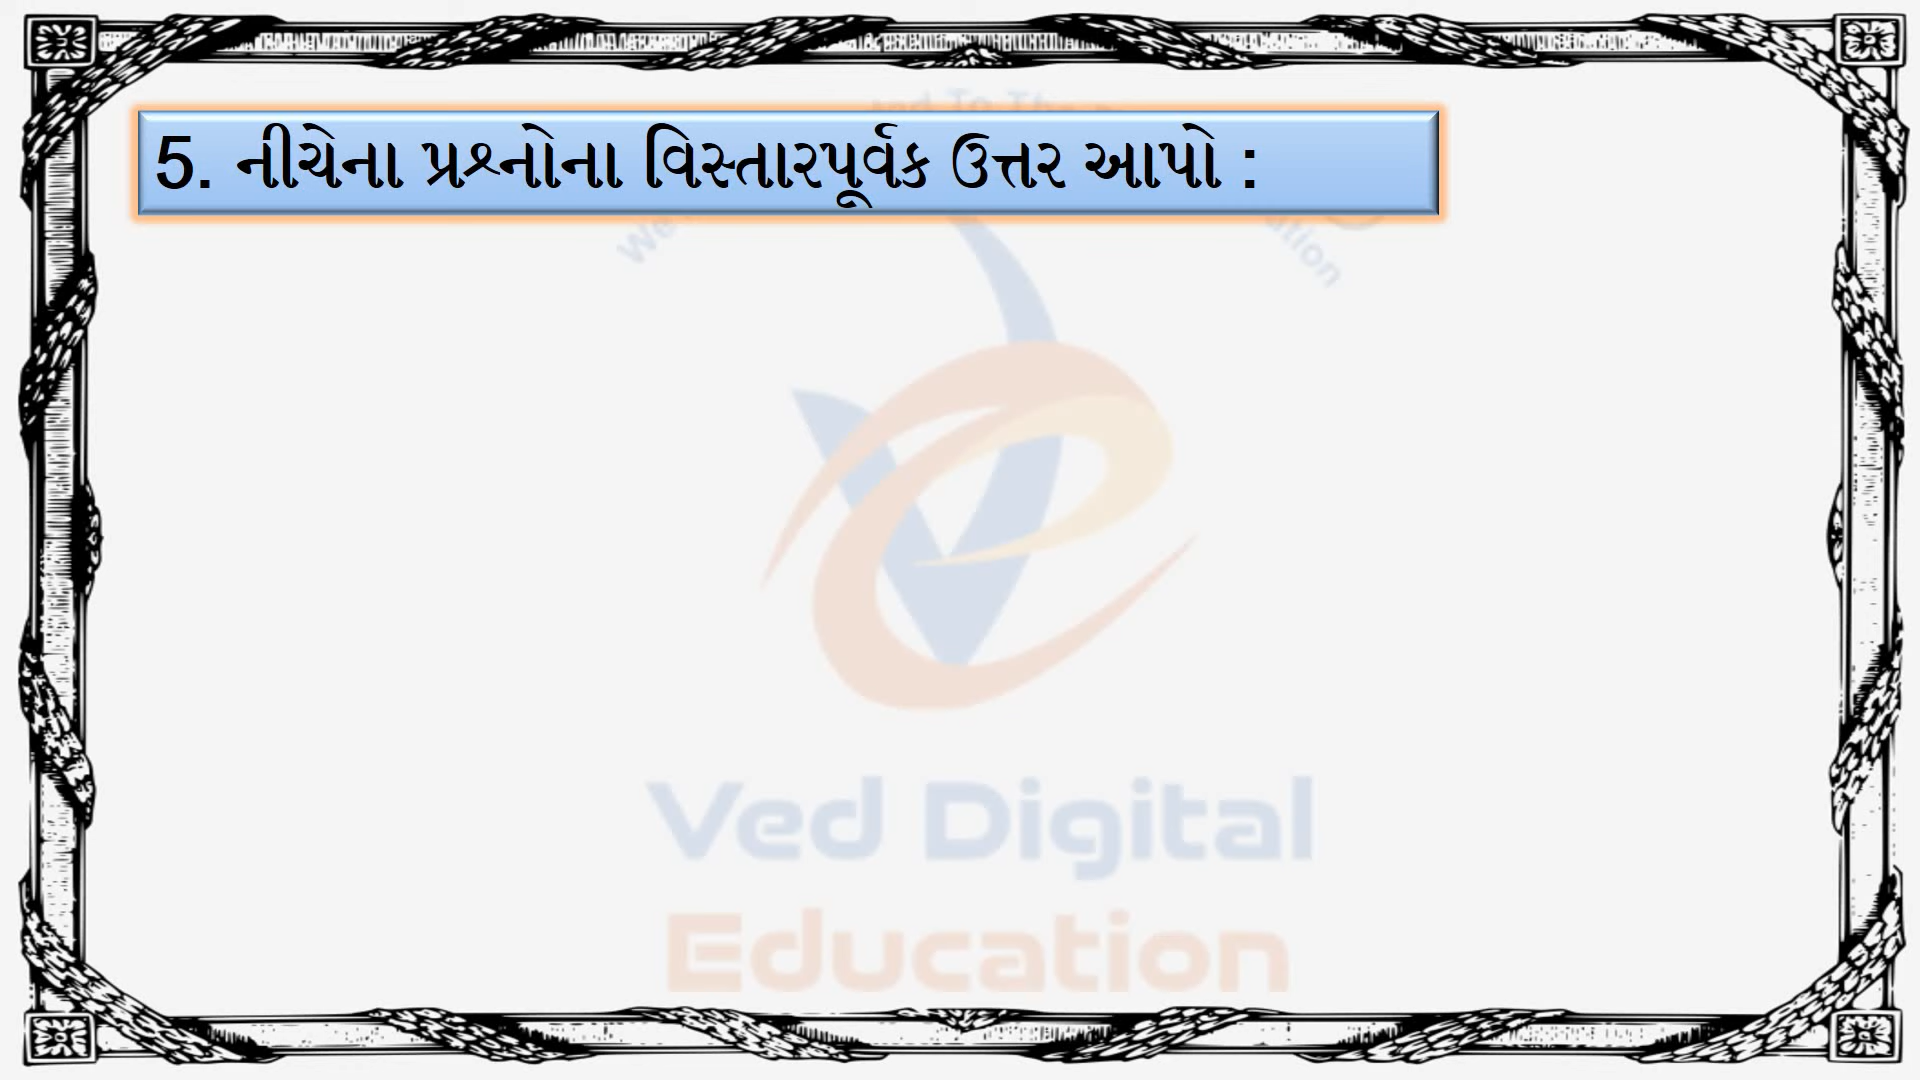 5. નીચેના પ્રશ્નોના વિસ્તારપૂર્વક ઉત્તર આપો :
Ved Digital
Education